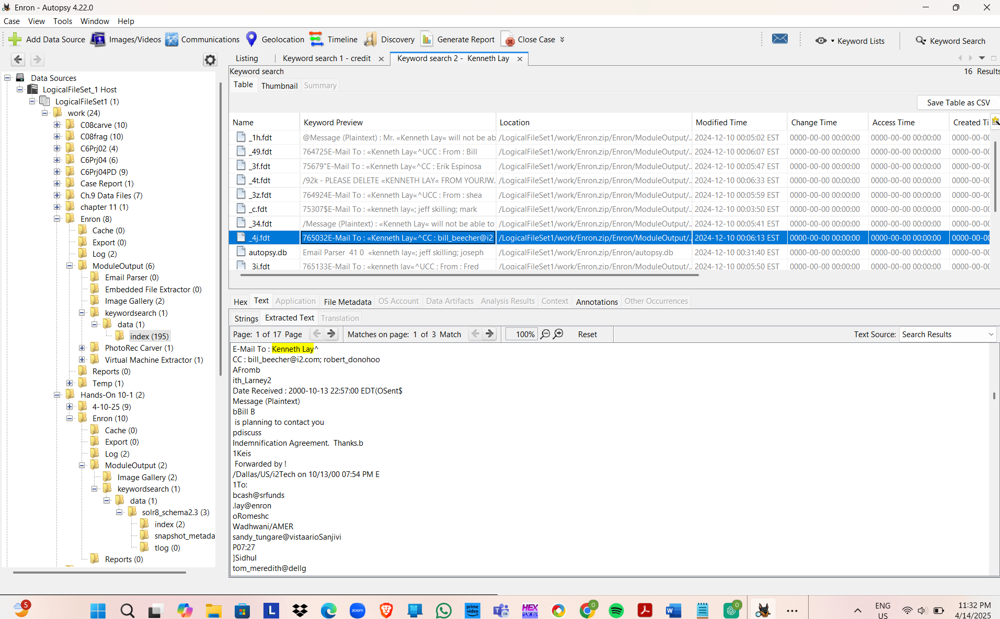 Enron - Autopsy 4.22.0
Case View Tools Window Help
Add Data Source Images/Videos Communications Geolocation Timeline Discovery Generate Report Close Case Keyword Lists Keyword Search
Listing Keyword search 1 - credit × Keyword search 2 - Kenneth Lay ×
Keyword search 16 Results
Table Thumbnail Summary
Save Table as CSV
Name Keyword Preview Location Modified Time Change Time Access Time Created Ti
_1h.fdt @Message (Plaintext) : Mr. «Kenneth Lay« will not be ab /LogicalFileSet1/work/Enron.zip/Enron/ModuleOutput/.. 2024-12-10 00:05:02 EST 0000-00-00 00:00:00 0000-00-00 00:00:00 0000-00-0
_49.fdt 764725E-Mail To : «Kenneth Lay«^UCC : From : Bill /LogicalFileSet1/work/Enron.zip/Enron/ModuleOutput/.. 2024-12-10 00:06:07 EST 0000-00-00 00:00:00 0000-00-00 00:00:00 0000-00-0
_3f.fdt 75679"E-Mail To : «Kenneth Lay«^CC : Erik Espinosa /LogicalFileSet1/work/Enron.zip/Enron/ModuleOutput/.. 2024-12-10 00:05:47 EST 0000-00-00 00:00:00 0000-00-00 00:00:00 0000-00-0
_4t.fdt /92k - PLEASE DELETE «KENNETH LAY« FROM YOURJW. /LogicalFileSet1/work/Enron.zip/Enron/ModuleOutput/.. 2024-12-10 00:06:33 EST 0000-00-00 00:00:00 0000-00-00 00:00:00 0000-00-0
_3z.fdt 764924E-Mail To : «Kenneth Lay«^UCC : From : shea /LogicalFileSet1/work/Enron.zip/Enron/ModuleOutput/.. 2024-12-10 00:05:59 EST 0000-00-00 00:00:00 0000-00-00 00:00:00 0000-00-0
_c.fdt 75307$E-Mail To : «kenneth lay«; jeff skilling; mark /LogicalFileSet1/work/Enron.zip/Enron/ModuleOutput/.. 2024-12-10 00:03:50 EST 0000-00-00 00:00:00 0000-00-00 00:00:00 0000-00-0
_34.fdt /Message (Plaintext) : «Kenneth Lay« will not be able to /LogicalFileSet1/work/Enron.zip/Enron/ModuleOutput/.. 2024-12-10 00:05:41 EST 0000-00-00 00:00:00 0000-00-00 00:00:00 0000-00-0
_4j.fdt 765032E-Mail To : «Kenneth Lay«^CC : bill_beecher@i2 /LogicalFileSet1/work/Enron.zip/Enron/ModuleOutput/.. 2024-12-10 00:06:13 EST 0000-00-00 00:00:00 0000-00-00 00:00:00 0000-00-0
autopsy.db Email Parser 41 0 «kenneth lay«; jeff skilling; joseph /LogicalFileSet1/work/Enron.zip/Enron/autopsy.db 2024-12-10 00:31:40 EST 0000-00-00 00:00:00 0000-00-00 00:00:00 0000-00-0
_3i.fdt 765133E-Mail To : «kenneth lay«^UCC : From : Fred /LogicalFileSet1/work/Enron.zip/Enron/ModuleOutput/.. 2024-12-10 00:05:50 EST 0000-00-00 00:00:00 0000-00-00 00:00:00 0000-00-0
Data Sources
LogicalFileSet_1 Host
LogicalFileSet1 (1)
work (24)
C08carve (10)
C08frag (10)
C6Prj02 (4)
C6Prj04 (6)
C6Prj04PD (9)
Case Report (1)
Ch.9 Data Files (7)
chapter 11 (1)
Enron (8)
Cache (0)
Export (0)
Log (2)
ModuleOutput (6)
Email Parser (0)
Embedded File Extractor (0)
Image Gallery (2)
keywordsearch (1)
data (1)
index (195)
PhotoRec Carver (1)
Virtual Machine Extractor (1)
Reports (0)
Temp (1)
Hands-On 10-1 (2)
4-10-25 (9)
Enron (10)
Cache (0)
Export (0)
Log (2)
ModuleOutput (2)
Image Gallery (2)
keywordsearch (1)
data (1)
solr8_schema2.3 (3)
index (2)
snapshot_metada
tlog (0)
Reports (0)
Hex Text Application File Metadata OS Account Data Artifacts Analysis Results Context Annotations Other Occurrences
Strings Extracted Text Translation
Page: 1 of 17 Page Matches on page: 1 of 3 Match 100% Reset Text Source: Search Results
E-Mail To : Kenneth Lay^
CC : bill_beecher@i2.com; robert_donohoo
AFromb
ith_Larney2
Date Received : 2000-10-13 22:57:00 EDT(OSent$
Message (Plaintext)
bBill B
is planning to contact you
pdiscuss
Indemnification Agreement. Thanks.b
1Keis
Forwarded by !
/Dallas/US/i2Tech on 10/13/00 07:54 PM E
1To:
bcash@srfunds
.lay@enron
oRomeshc
Wadhwani/AMER
sandy_tungare@vistaarioSanjivi
P07:27
]SidhuI
tom_meredith@dellg
5
L
zoom
prime video
HEX
0
W
0
ENG
US
11:32 PM
4/14/2025